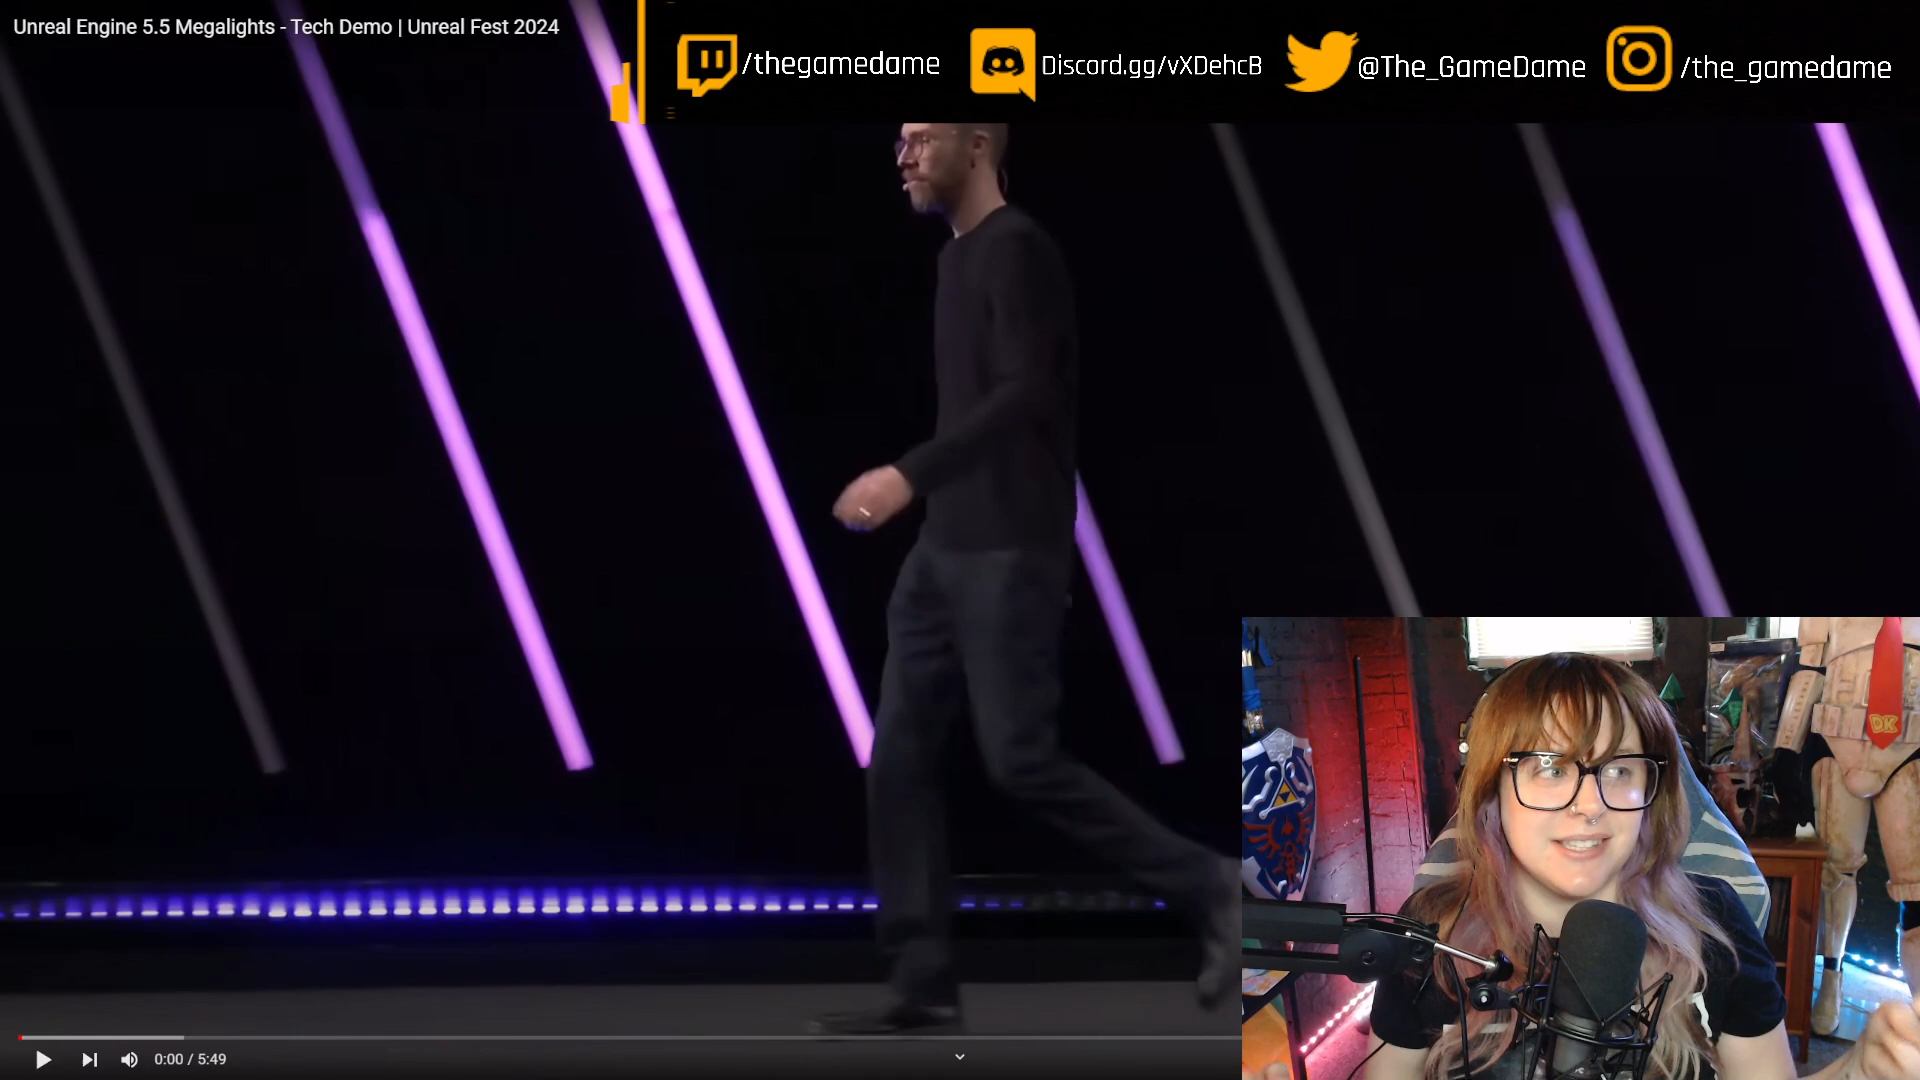 Unreal Engine 5.5 Megalights - Tech Demo | Unreal Fest 2024
/thegamedame
Discord.gg/vXDehcB
@The_GameDame
/the_gamedame
DK
0:00 / 5:49